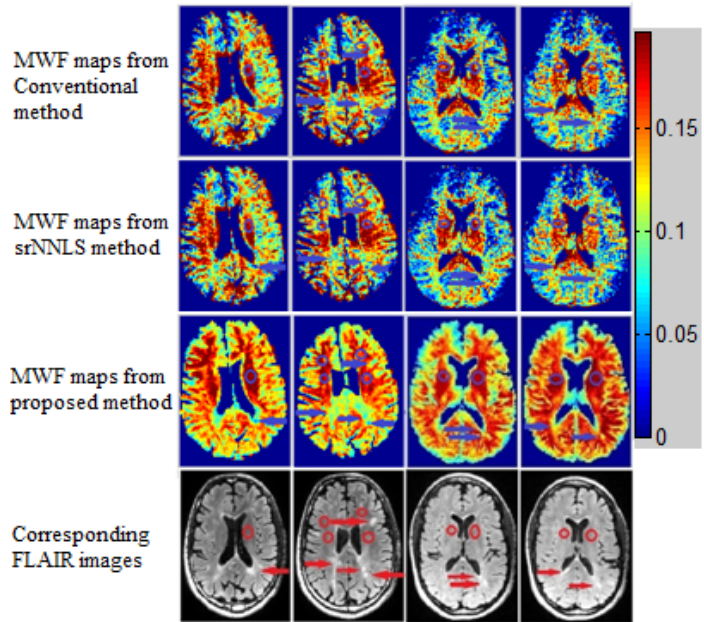 MWF maps from
Conventional
method
MWF maps from
srNNLS method
MWF maps from
proposed method
Corresponding
FLAIR images
0.15
0.1
0.05
0